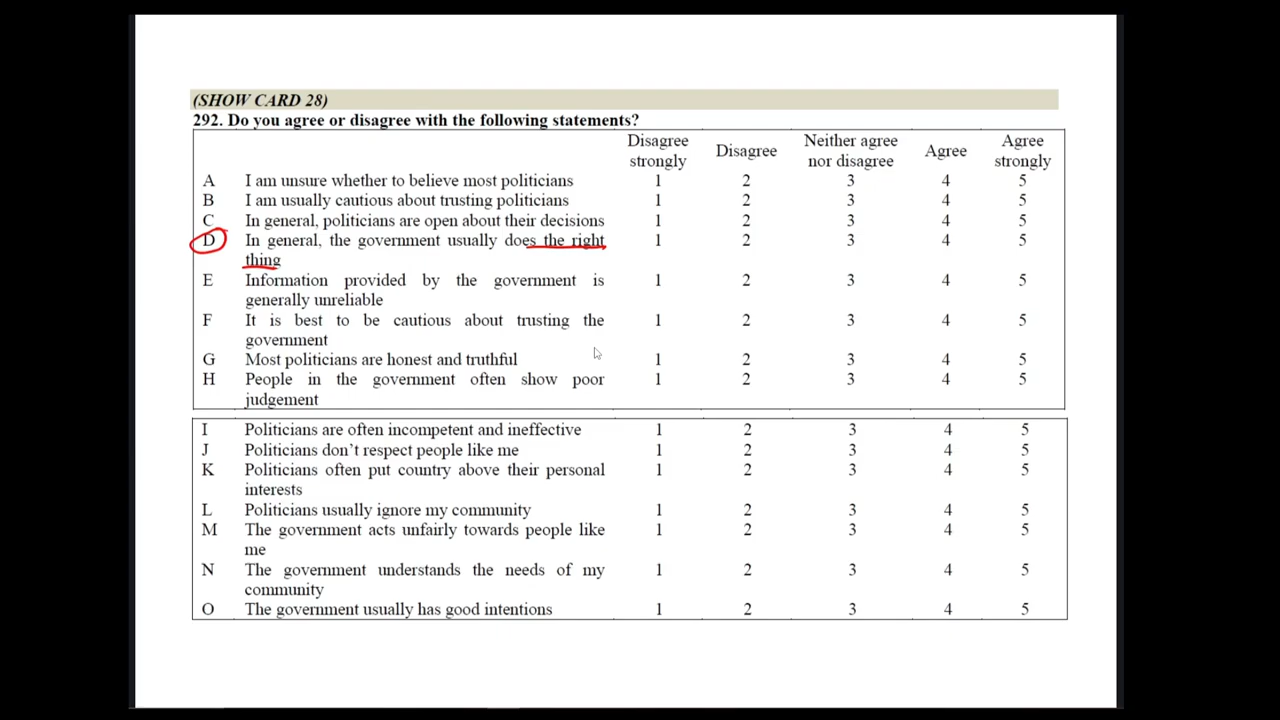 (SHOW CARD 28)
292. Do you agree or disagree with the following statements?
Disagree strongly Disagree Neither agree nor disagree Agree Agree strongly
A I am unsure whether to believe most politicians 1 2 3 4 5
B I am usually cautious about trusting politicians 1 2 3 4 5
C In general, politicians are open about their decisions 1 2 3 4 5
D In general, the government usually does the right 1 2 3 4 5
thing
E Information provided by the government is 1 2 3 4 5
generally unreliable
F It is best to be cautious about trusting the 1 2 3 4 5
government
G Most politicians are honest and truthful 1 2 3 4 5
H People in the government often show poor 1 2 3 4 5
judgement
I Politicians are often incompetent and ineffective 1 2 3 4 5
J Politicians don't respect people like me 1 2 3 4 5
K Politicians often put country above their personal 1 2 3 4 5
interests
L Politicians usually ignore my community 1 2 3 4 5
M The government acts unfairly towards people like 1 2 3 4 5
me
N The government understands the needs of my 1 2 3 4 5
community
O The government usually has good intentions 1 2 3 4 5